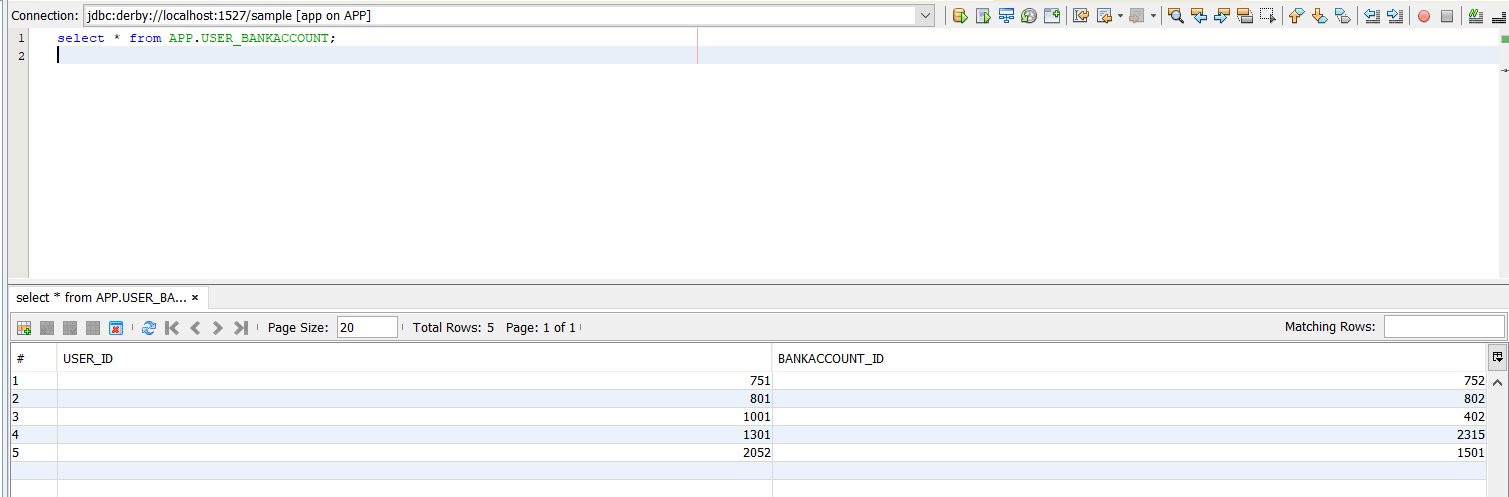 Connection: jdbc:derby://localhost:1527/sample [app on APP]
1 select * from APP.USER_BANKACCOUNT;
2
select * from APP.USER_BA... ×
Page Size: 20 Total Rows: 5 Page: 1 of 1 Matching Rows:
# USER_ID BANKACCOUNT_ID
1 751 752
2 801 802
3 1001 402
4 1301 2315
5 2052 1501